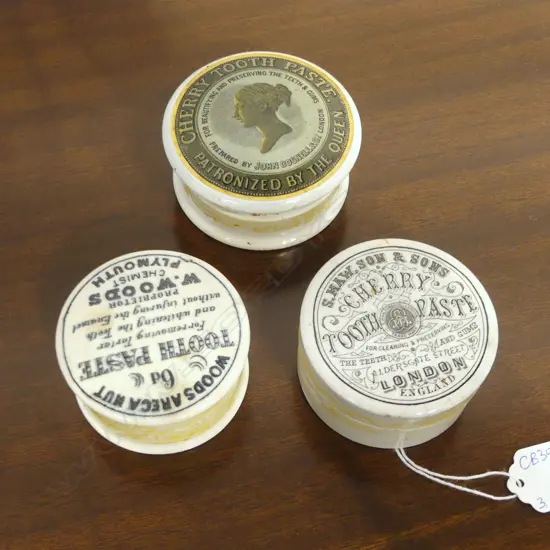 CHERRY TOOTH PASTE
FOR BEAUTIFYING AND PRESERVING THE TEETH & GUMS
PREPARED BY JOHN GOSNELL & Co LONDON
PATRONIZED BY THE QUEEN
WOODS ARECA NUT
6d
TOOTH PASTE
For removing Tarter
and whitening the Teeth
without injuring the Enamel
W. WOODS
PROPRIETOR
CHEMIST
PLYMOUTH
S. MAW, SON & SONS
CHERRY
TOOTH PASTE
FOR CLEANING & PRESERVING
THE TEETH AND GUMS
ALDERSGATE STREET
LONDON
ENGLAND